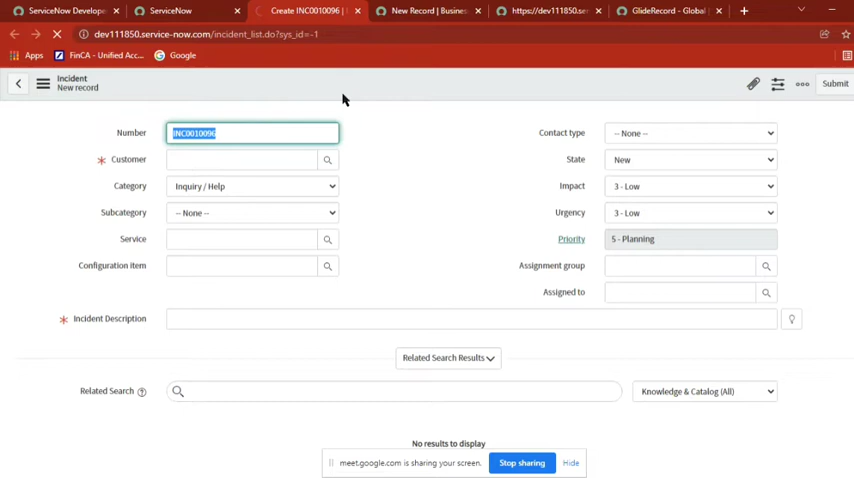 ServiceNow Develope
ServiceNow
Create INC0010096 |
New Record | Busines
https://dev111850.servic
GlideRecord - Global
dev111850.service-now.com/incident_list.do?sys_id=-1
Apps
FinCA - Unified Acc...
Google
Incident
New record
Submit
Number
INC0010096
Contact type
-- None --
Customer
State
New
Category
Inquiry / Help
Impact
3 - Low
Subcategory
-- None --
Urgency
3 - Low
Service
Priority
5 - Planning
Configuration item
Assignment group
Assigned to
Incident Description
Related Search Results
Related Search
Knowledge & Catalog (All)
No results to display
meet.google.com is sharing your screen.
Stop sharing
Hide